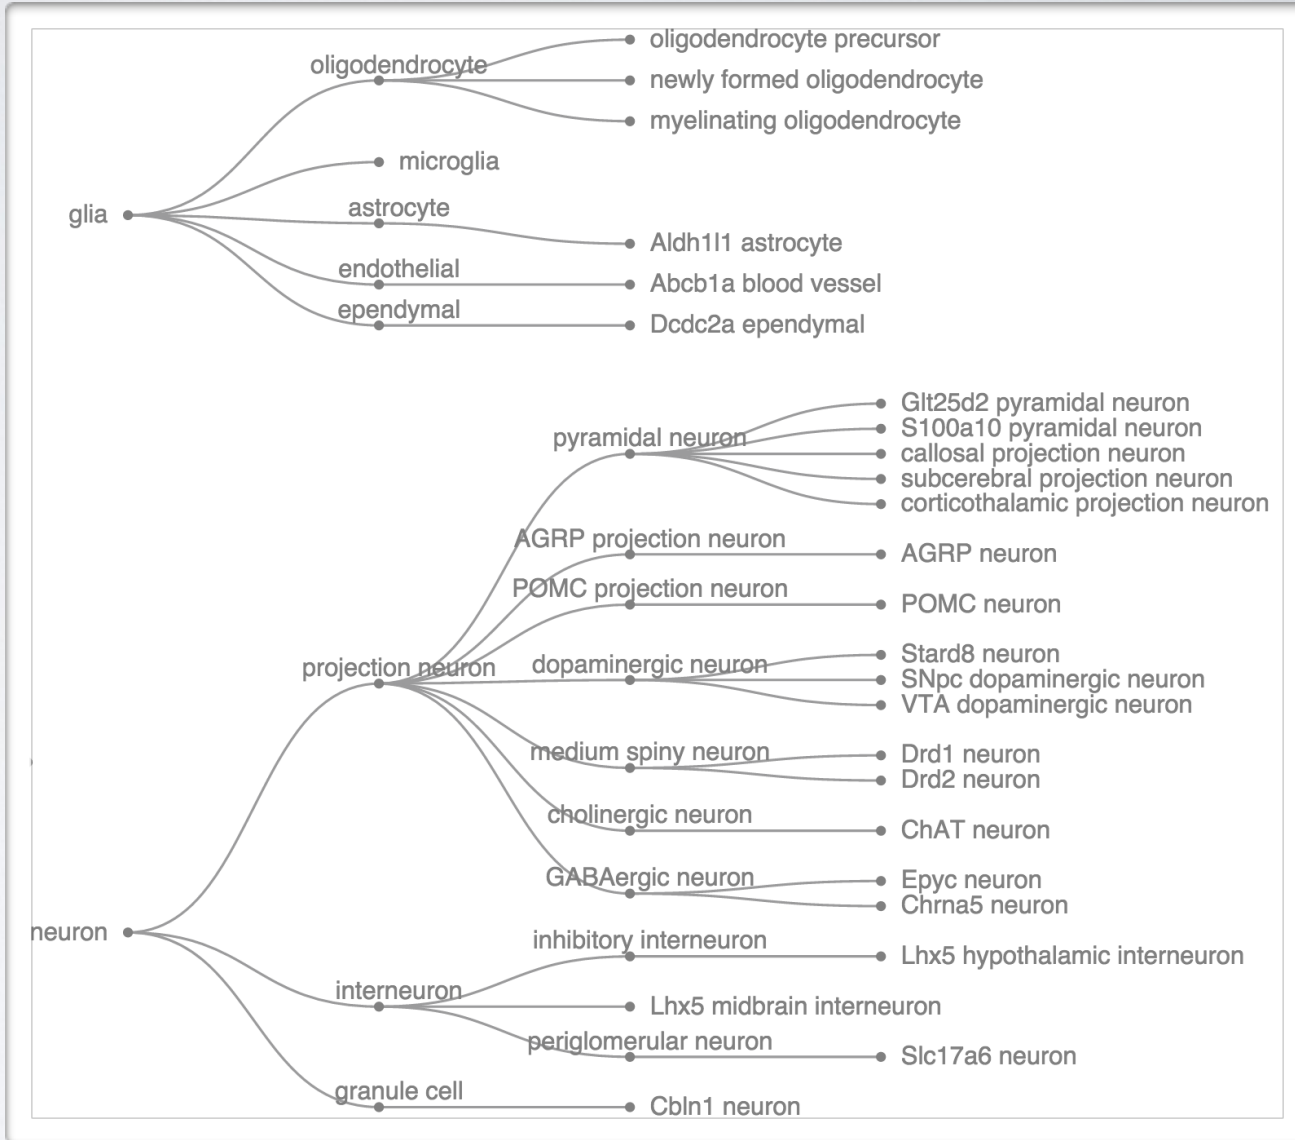 oligodendrocyte precursor
oligodendrocyte
newly formed oligodendrocyte
myelinating oligodendrocyte
microglia
glia
astrocyte
Aldh1l1 astrocyte
endothelial
Abcb1a blood vessel
ependymal
Dcdc2a ependymal
Glt25d2 pyramidal neuron
S100a10 pyramidal neuron
pyramidal neuron
callosal projection neuron
subcerebral projection neuron
corticothalamic projection neuron
AGRP projection neuron
AGRP neuron
POMC projection neuron
POMC neuron
projection neuron
dopaminergic neuron
Stard8 neuron
SNpc dopaminergic neuron
VTA dopaminergic neuron
medium spiny neuron
Drd1 neuron
Drd2 neuron
cholinergic neuron
ChAT neuron
GABAergic neuron
Epyc neuron
Chrna5 neuron
neuron
inhibitory interneuron
Lhx5 hypothalamic interneuron
interneuron
Lhx5 midbrain interneuron
periglomerular neuron
Slc17a6 neuron
granule cell
Cbln1 neuron